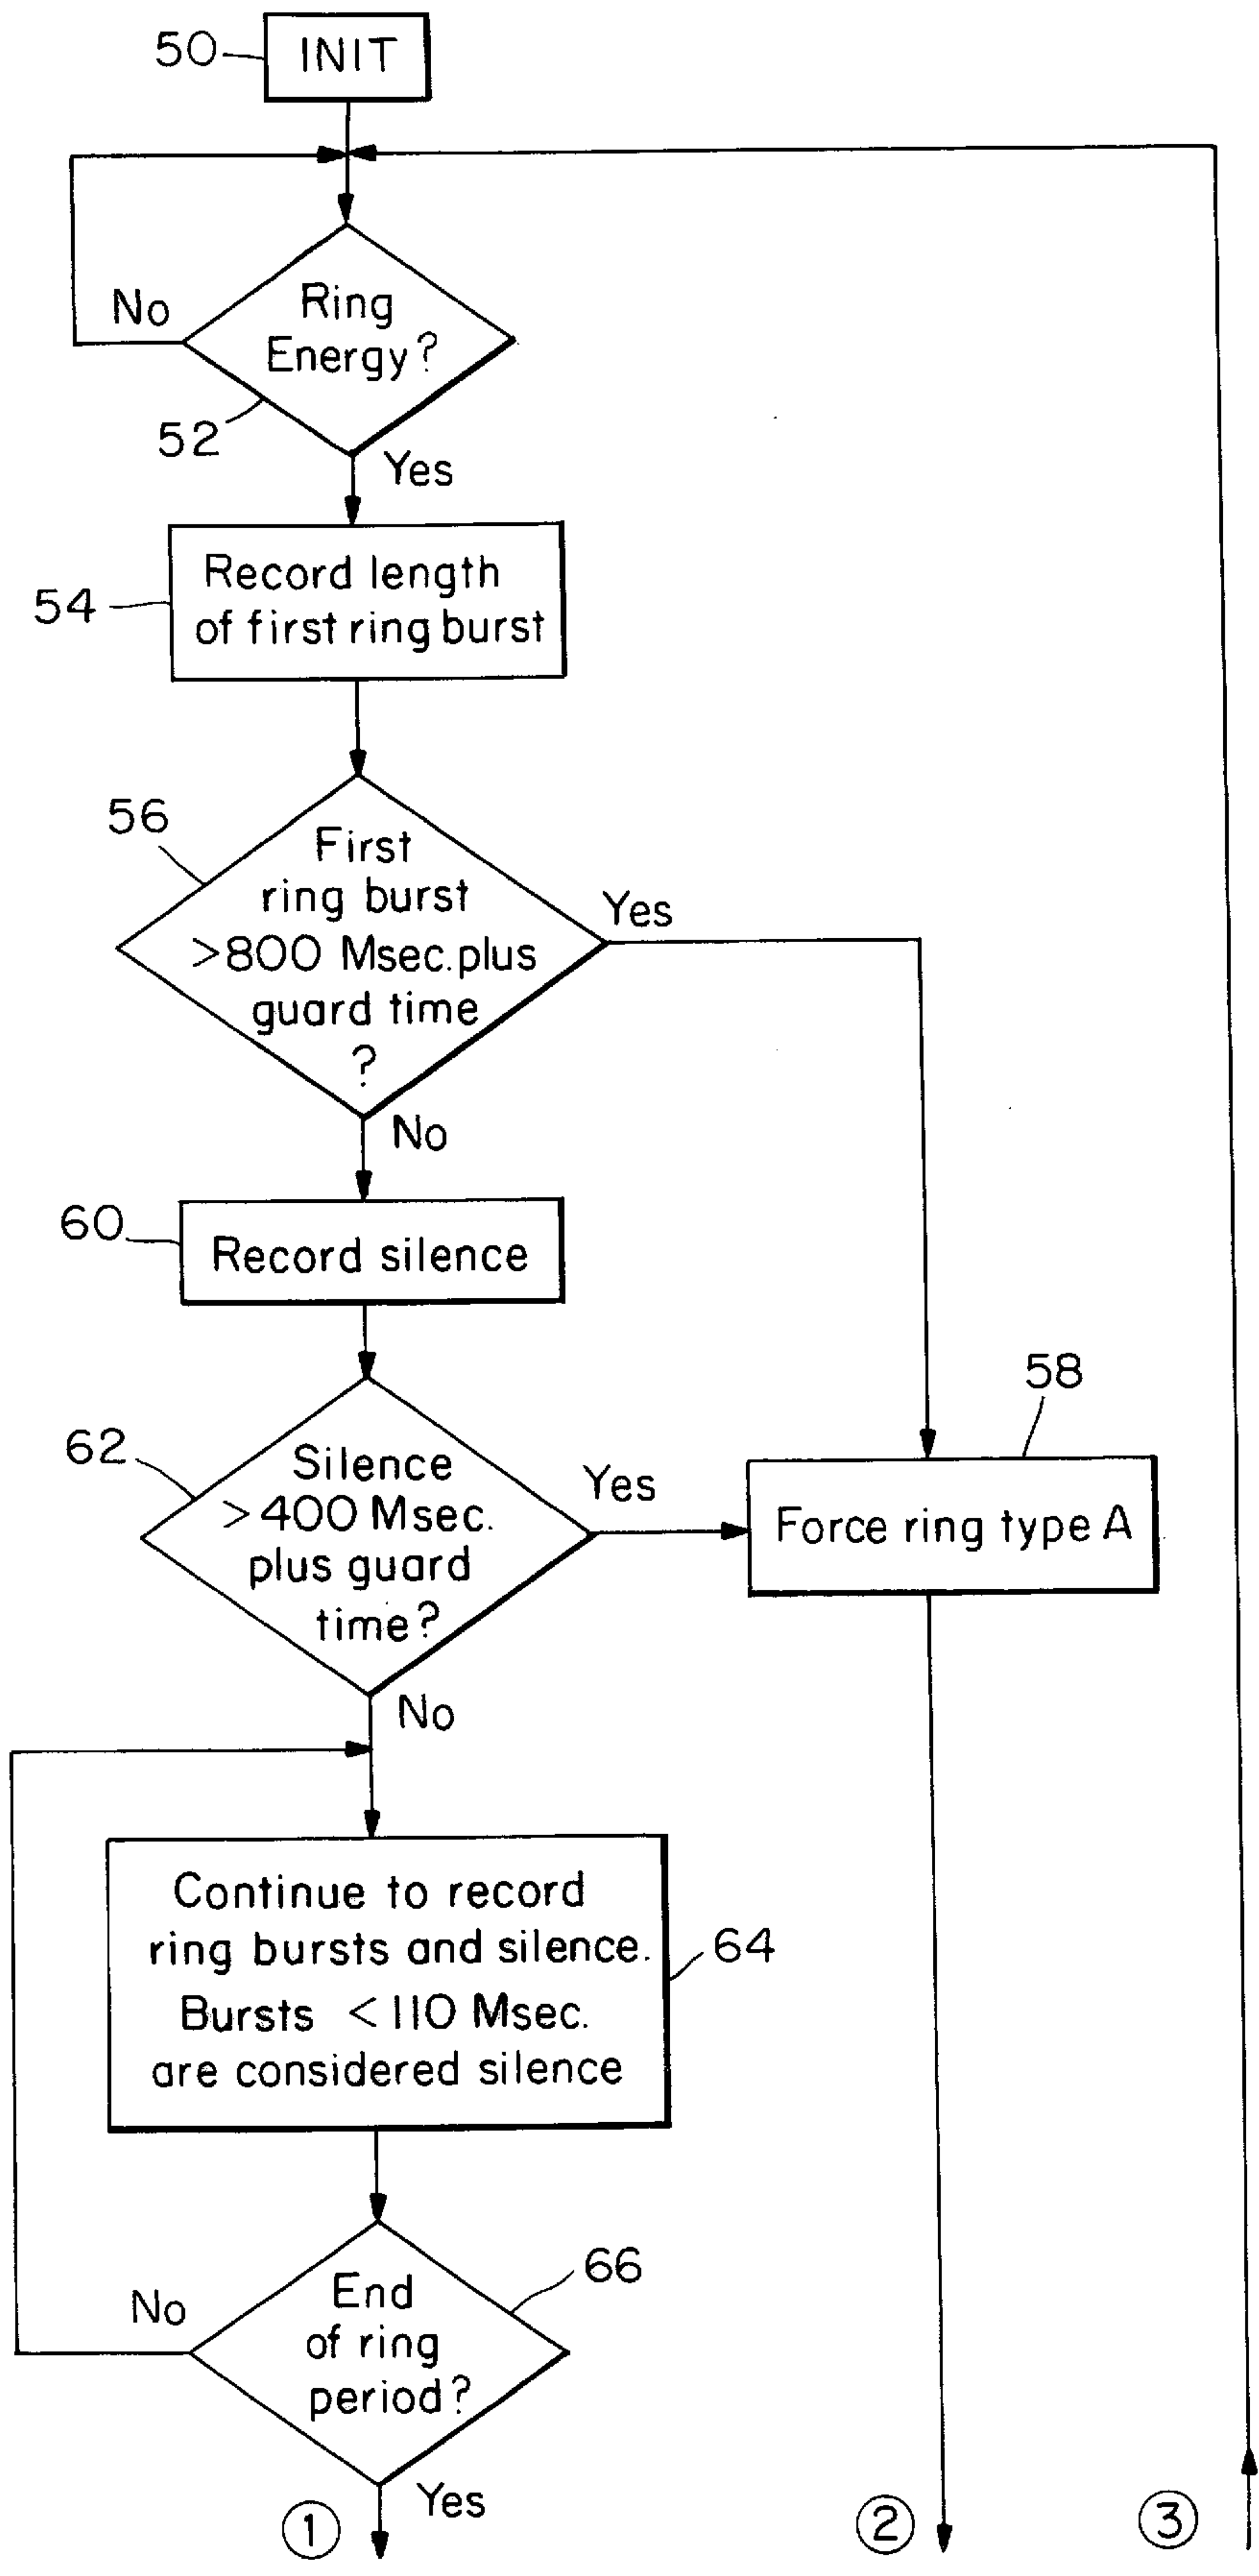 50
INIT
No
Ring
Energy?
52
Yes
Record length
of first ring burst
54
56
First
ring burst
>800 Msec. plus
guard time
?
Yes
No
60
Record silence
62
Silence
>400 Msec.
plus guard
time?
Yes
58
Force ring type A
No
Continue to record
ring bursts and silence.
Bursts <110 Msec.
are considered silence
64
66
No
End
of ring
period?
Yes
1
2
3